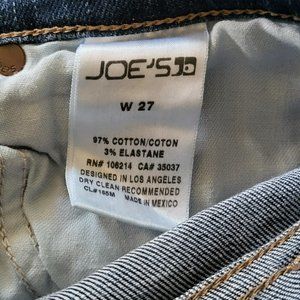 JOE'S
W 27
97% COTTON/COTON
3% ELASTANE
RN# 106214 CA# 35037
DESIGNED IN LOS ANGELES
DRY CLEAN RECOMMENDED
CL#165M MADE IN MEXICO